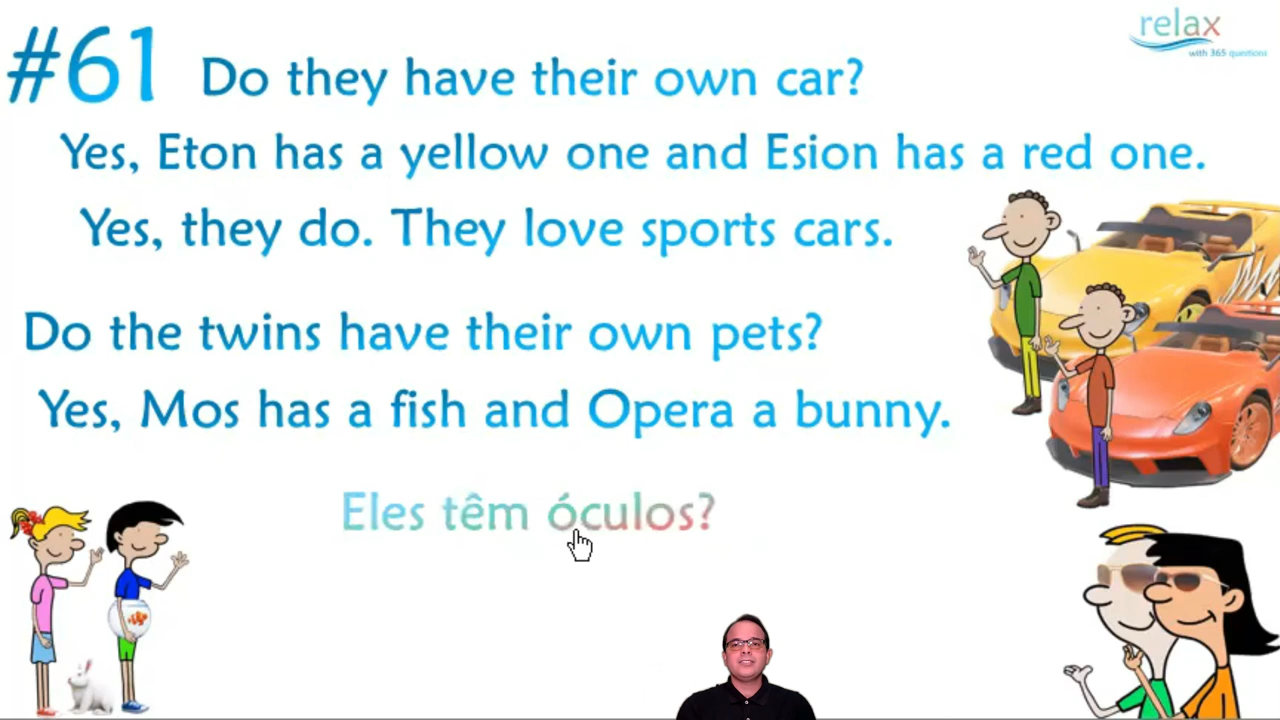 #61 Do they have their own car?
relax
with 365 questions
Yes, Eton has a yellow one and Esion has a red one.
Yes, they do. They love sports cars.
Do the twins have their own pets?
Yes, Mos has a fish and Opera a bunny.
Eles têm óculos?